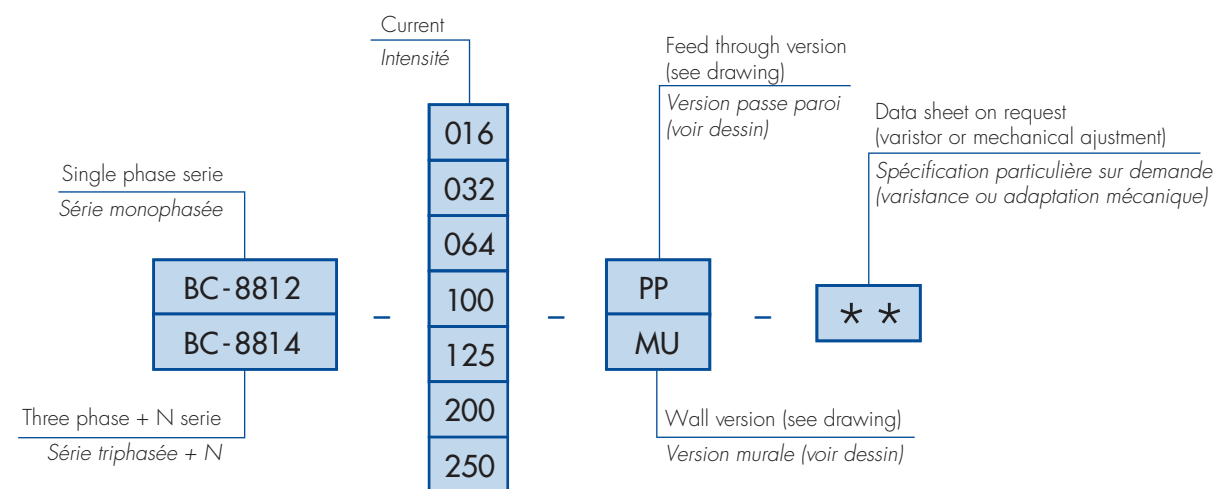 Current
Intensité
016
032
064
100
125
200
250
Single phase serie
Série monophasée
BC-8812
BC-8814
Three phase + N serie
Série triphasée + N
–
–
Feed through version
(see drawing)
Version passe paroi
(voir dessin)
PP
MU
Wall version (see drawing)
Version murale (voir dessin)
–
Data sheet on request
(varistor or mechanical ajustment)
Spécification particulière sur demande
(varistance ou adaptation mécanique)
* *